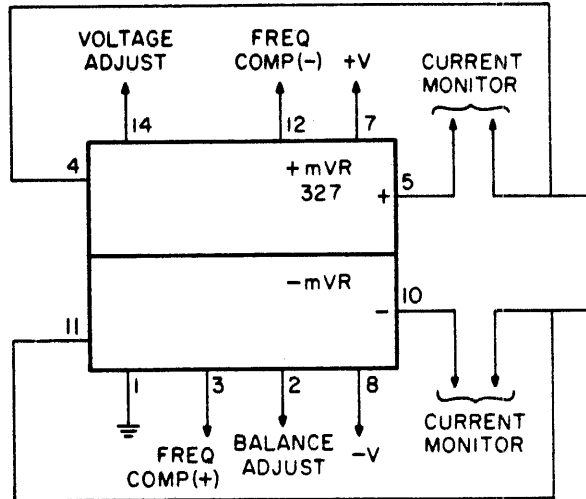 VOLTAGE
ADJUST
FREQ
COMP(-)
+V
CURRENT
MONITOR
14
12
7
4
+mVR
327
5
+
-mVR
10
-
11
1
3
2
8
FREQ
COMP(+)
BALANCE
ADJUST
-V
CURRENT
MONITOR